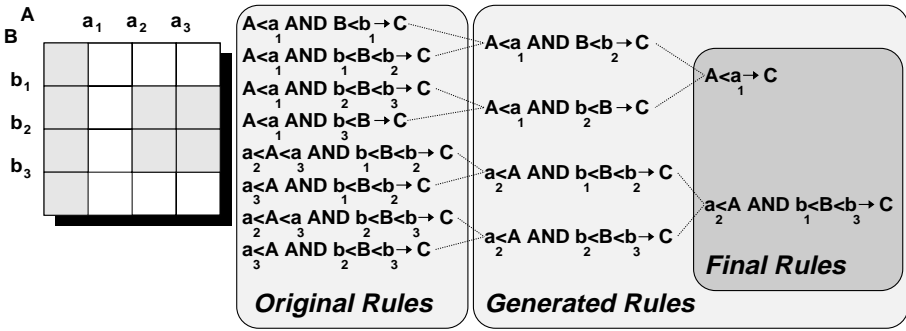 A
B
a1 a2 a3
b1
b2
b3
A<a1 AND B<b1→ C
A<a1 AND b1<B<b2→ C
A<a1 AND b2<B<b3→ C
A<a1 AND b3<B→ C
a2<A<a3 AND b1<B<b2→ C
a3<A AND b1<B<b2→ C
a2<A<a3 AND b2<B<b3→ C
a3<A AND b2<B<b3→ C
Original Rules
A<a1 AND B<b2→ C
A<a1 AND b2<B→ C
a2<A AND b1<B<b2→ C
a2<A AND b2<B<b3→ C
Generated Rules
A<a1→ C
a2<A AND b1<B<b3→ C
Final Rules